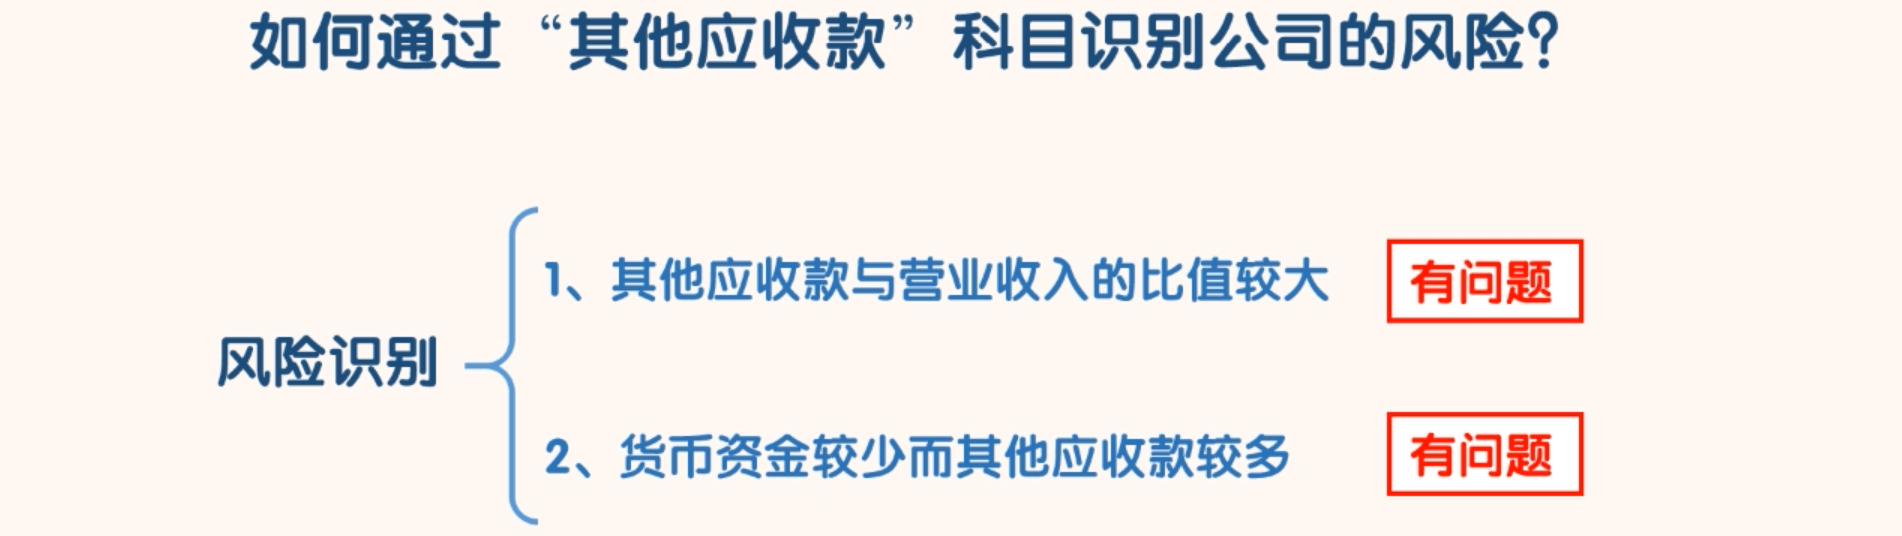 如何通过“其他应收款”科目识别公司的风险？
1、其他应收款与营业收入的比值较大 有问题
风险识别
2、货币资金较少而其他应收款较多 有问题